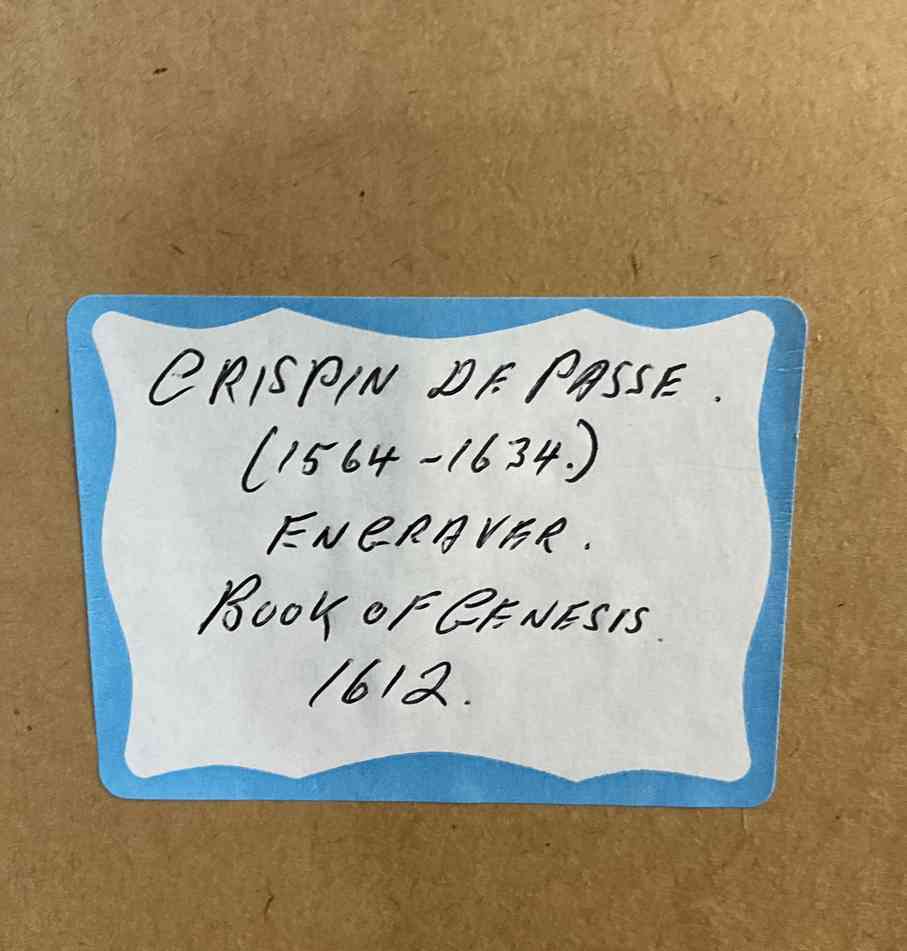 CRISPIN DE PASSE.
(1564-1634.)
ENGRAVER.
BOOK OF GENESIS.
1612.